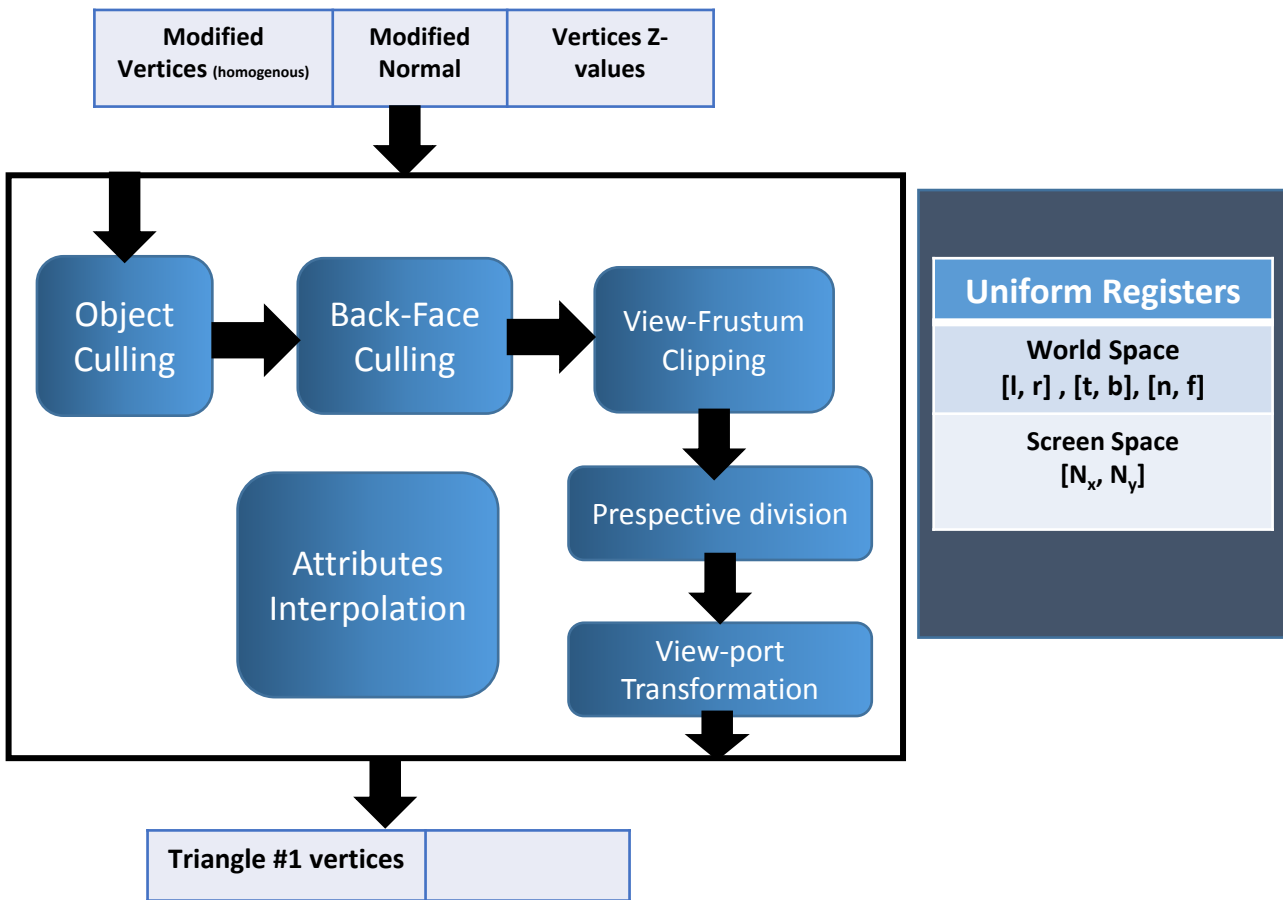 Modified
Vertices (homogenous)
Modified
Normal
Vertices Z-
values
Object
Culling
Back-Face
Culling
View-Frustum
Clipping
Prespective division
Attributes
Interpolation
View-port
Transformation
Uniform Registers
World Space
[l, r] , [t, b], [n, f]
Screen Space
[Nx, Ny]
Triangle #1 vertices